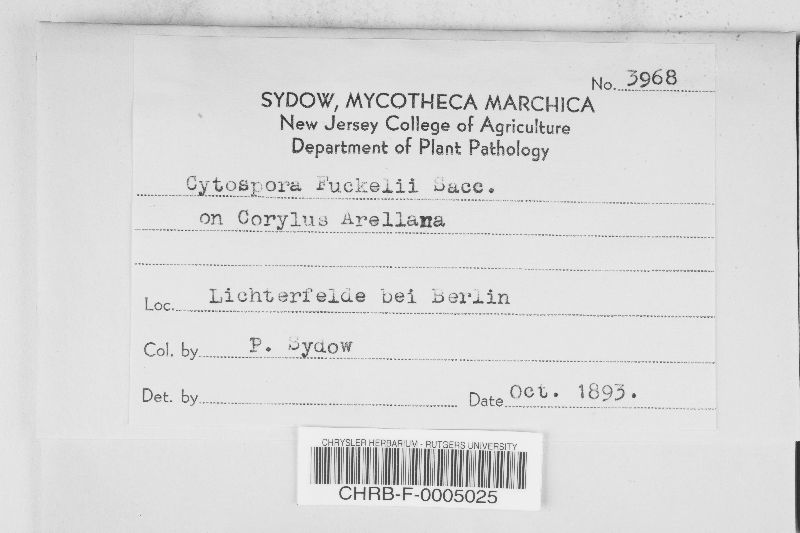 No. 3968
SYDOW, MYCOTHECA MARCHICA
New Jersey College of Agriculture
Department of Plant Pathology
Cytospora Fuckelii Sacc.
on Corylus Arellana
Loc. Lichterfelde bei Berlin
Col. by P. Sydow
Det. by Date Oct. 1893.
CHRYSLER HERBARIUM - RUTGERS UNIVERSITY
CHRB-F-0005025